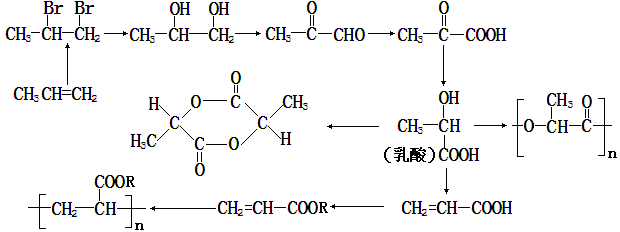 Br Br
CH₃—CH—CH₂
OH OH
CH₃—CH—CH₂
O
CH₃—C—CHO
O
CH₃—C—COOH
CH₃CH=CH₂
O
C
O
CH₃
H
C
C
H₃C
C
O
H
O
OH
CH₃—CH
(乳酸)COOH
CH₃ O
[O—CH—C]n
COOR
[CH₂—CH]n
CH₂=CH—COOR
CH₂=CH—COOH